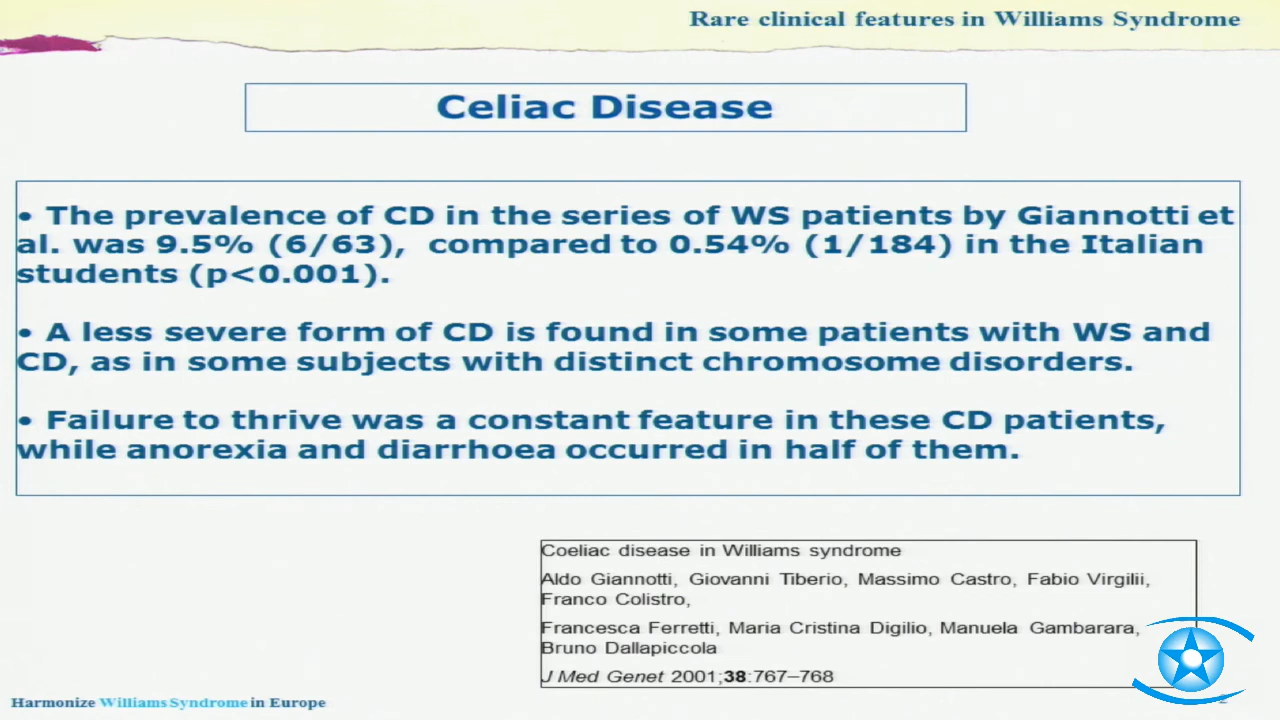 Rare clinical features in Williams Syndrome
Celiac Disease
• The prevalence of CD in the series of WS patients by Giannotti et
al. was 9.5% (6/63), compared to 0.54% (1/184) in the Italian
students (p<0.001).
• A less severe form of CD is found in some patients with WS and
CD, as in some subjects with distinct chromosome disorders.
• Failure to thrive was a constant feature in these CD patients,
while anorexia and diarrhoea occurred in half of them.
Coeliac disease in Williams syndrome
Aldo Giannotti, Giovanni Tiberio, Massimo Castro, Fabio Virgilii,
Franco Colistro,
Francesca Ferretti, Maria Cristina Digilio, Manuela Gambarara,
Bruno Dallapiccola
J Med Genet 2001;38:767–768
Harmonize Williams Syndrome in Europe